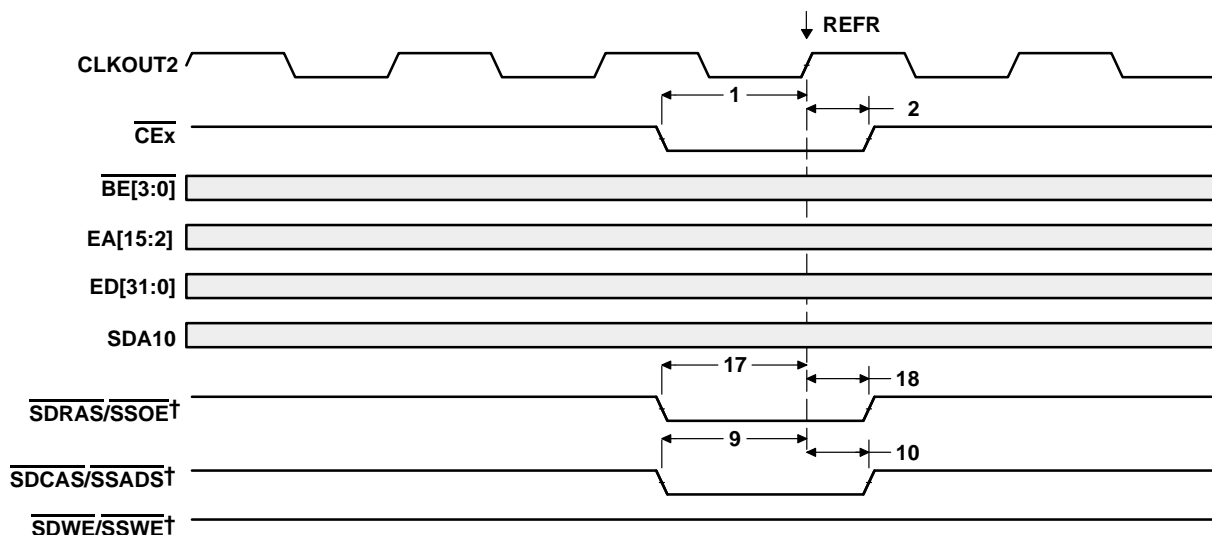 REFR
CLKOUT2
1
2
CEx
BE[3:0]
EA[15:2]
ED[31:0]
SDA10
17
18
SDRAS/SSOE†
9
10
SDCAS/SSADS†
SDWE/SSWE†